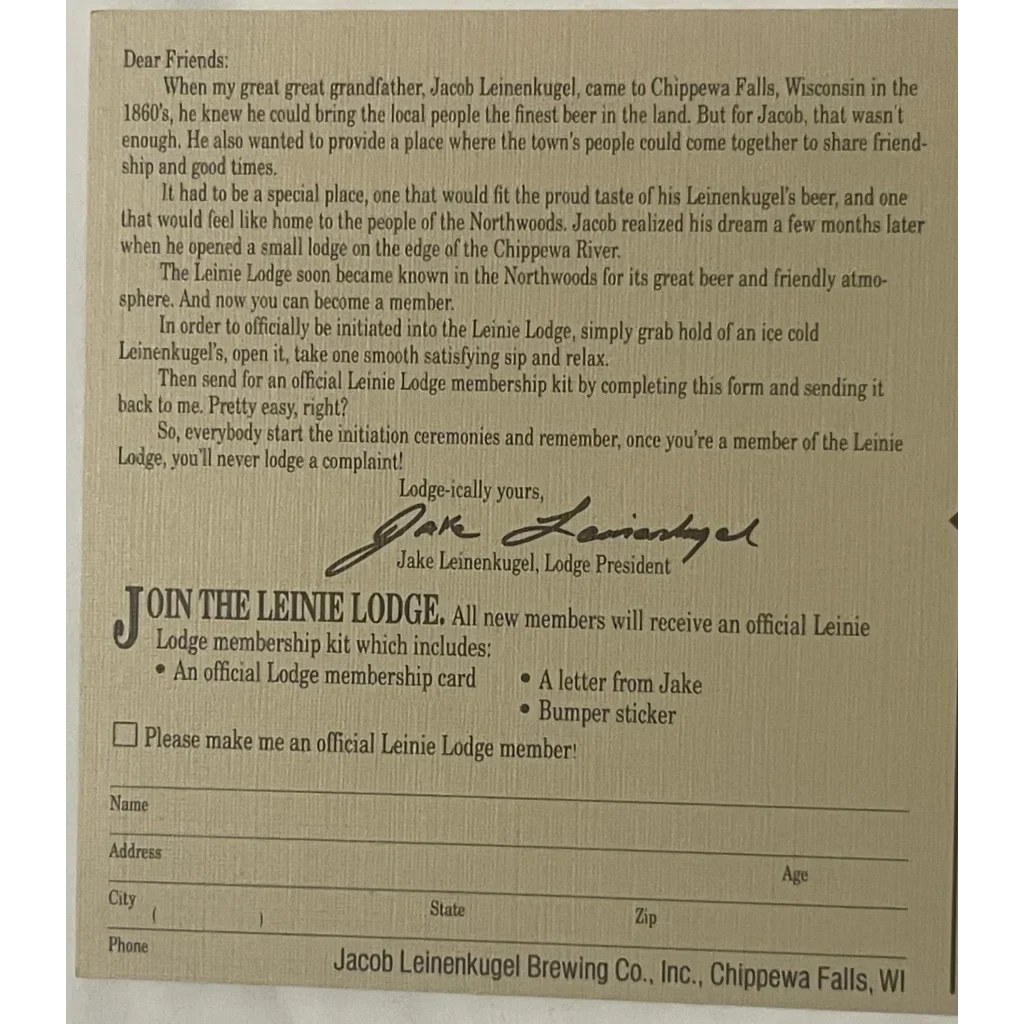 Dear Friends:
When my great great grandfather, Jacob Leinenkugel, came to Chippewa Falls, Wisconsin in the
1860's, he knew he could bring the local people the finest beer in the land. But for Jacob, that wasn't
enough. He also wanted to provide a place where the town's people could come together to share friend-
ship and good times.
It had to be a special place, one that would fit the proud taste of his Leinenkugel's beer, and one
that would feel like home to the people of the Northwoods. Jacob realized his dream a few months later
when he opened a small lodge on the edge of the Chippewa River.
The Leinie Lodge soon became known in the Northwoods for its great beer and friendly atmo-
sphere. And now you can become a member.
In order to officially be initiated into the Leinie Lodge, simply grab hold of an ice cold
Leinenkugel's, open it, take one smooth satisfying sip and relax.
Then send for an official Leinie Lodge membership kit by completing this form and sending it
back to me. Pretty easy, right?
So, everybody start the initiation ceremonies and remember, once you're a member of the Leinie
Lodge, you'll never lodge a complaint!
Lodge-ically yours,
Jake Leinenkugel
Jake Leinenkugel, Lodge President
JOIN THE LEINIE LODGE. All new members will receive an official Leinie
Lodge membership kit which includes:
• An official Lodge membership card
• A letter from Jake
• Bumper sticker
Please make me an official Leinie Lodge member!
Name
Address Age
City State Zip
( )
Phone
Jacob Leinenkugel Brewing Co., Inc., Chippewa Falls, WI